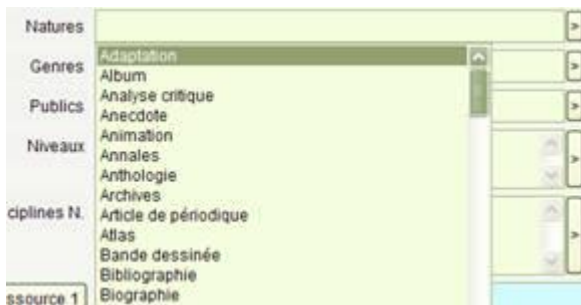 Natures
Adaptation
Genres
Album
Analyse critique
Publics
Anecdote
Niveaux
Animation
Annales
Anthologie
Archives
ciplines N.
Article de périodique
Atlas
Bande dessinée
Bibliographie
ssource 1
Biographie